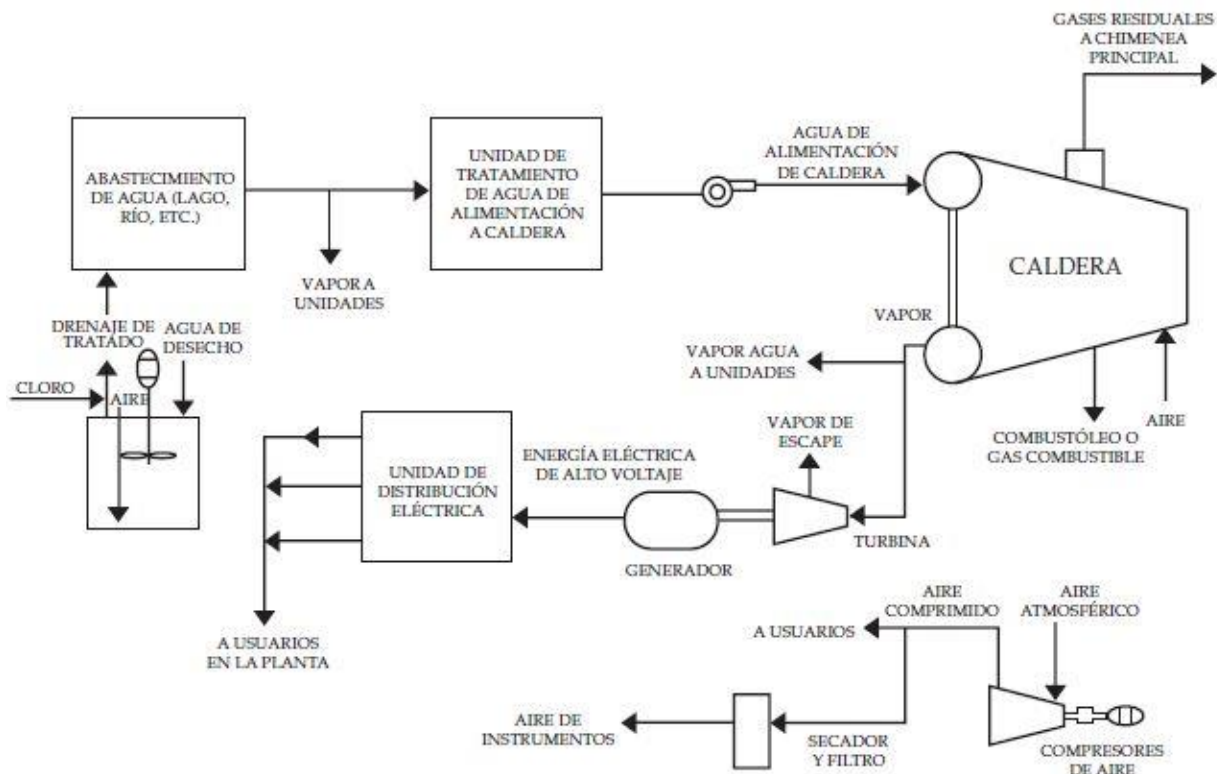 GASES RESIDUALES
A CHIMENEA
PRINCIPAL
ABASTECIMIENTO
DE AGUA (LAGO,
RÍO, ETC.)
UNIDAD DE
TRATAMIENTO
DE AGUA DE
ALIMENTACIÓN
A CALDERA
AGUA DE
ALIMENTACIÓN
DE CALDERA
CALDERA
VAPOR A
UNIDADES
DRENAJE DE
TRATADO
AGUA DE
DESECHO
CLORO
AIRE
VAPOR
VAPOR AGUA
A UNIDADES
COMBUSTÓLEO O
GAS COMBUSTIBLE
AIRE
VAPOR DE
ESCAPE
ENERGÍA ELÉCTRICA
DE ALTO VOLTAJE
UNIDAD DE
DISTRIBUCIÓN
ELÉCTRICA
GENERADOR
TURBINA
A USUARIOS
EN LA PLANTA
AIRE
COMPRIMIDO
AIRE
ATMOSFÉRICO
A USUARIOS
AIRE DE
INSTRUMENTOS
SECADOR
Y FILTRO
COMPRESORES
DE AIRE